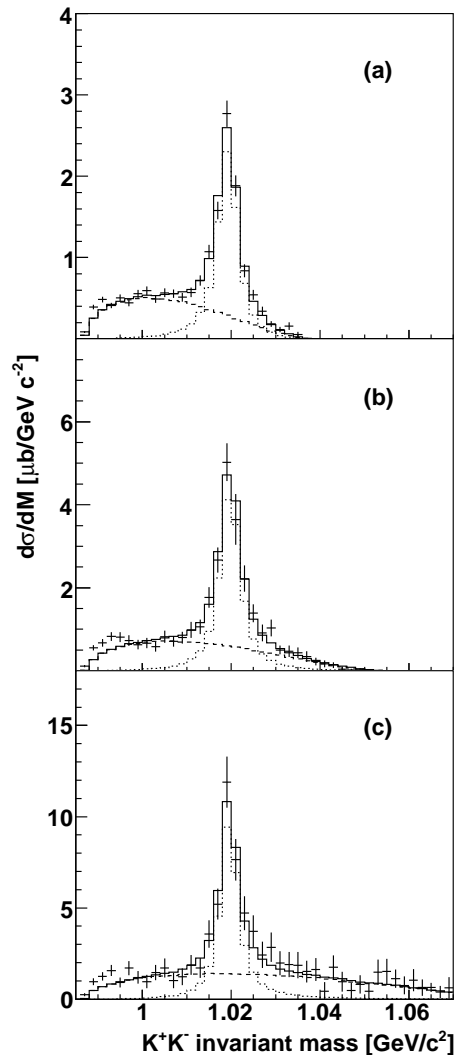 4
(a)
3
2
1
(b)
6
4
2
dσ/dM [μb/GeV c⁻²]
(c)
15
10
5
0
1 1.02 1.04 1.06
K⁺K⁻ invariant mass [GeV/c²]